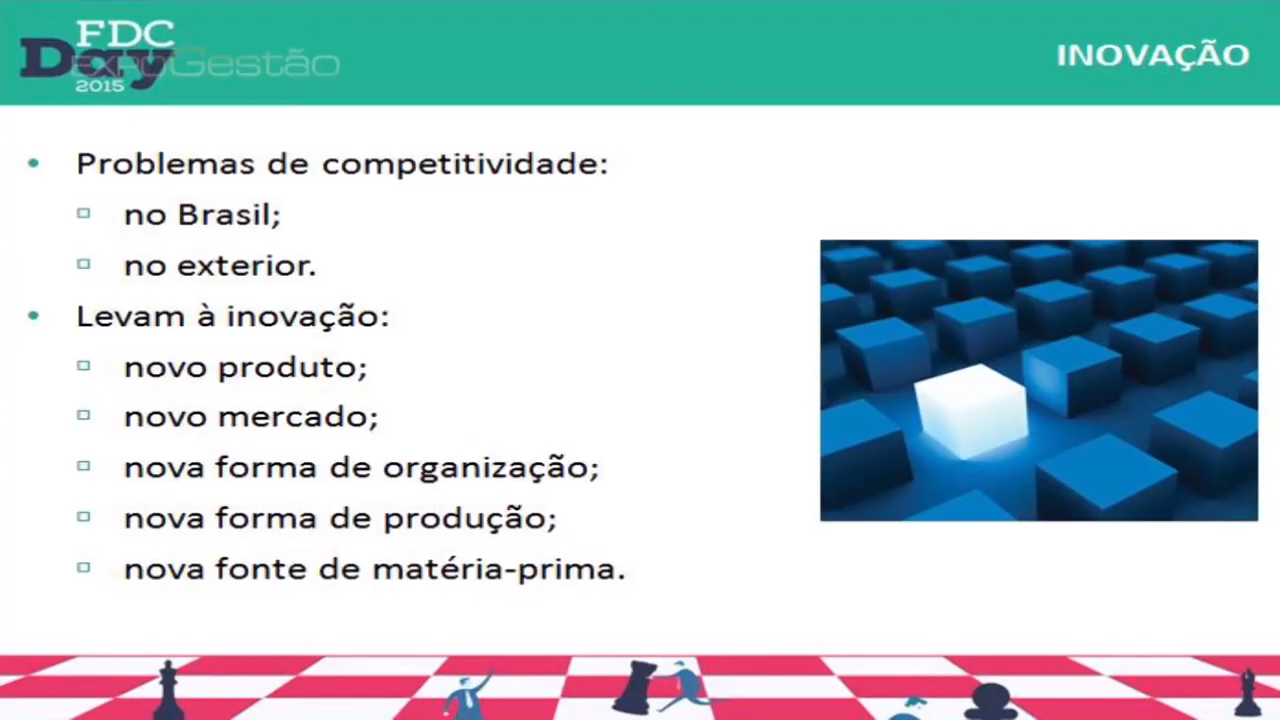 FDC
Day
EXPOGestão
2015
INOVAÇÃO
• Problemas de competitividade:
▫ no Brasil;
▫ no exterior.
• Levam à inovação:
▫ novo produto;
▫ novo mercado;
▫ nova forma de organização;
▫ nova forma de produção;
▫ nova fonte de matéria-prima.